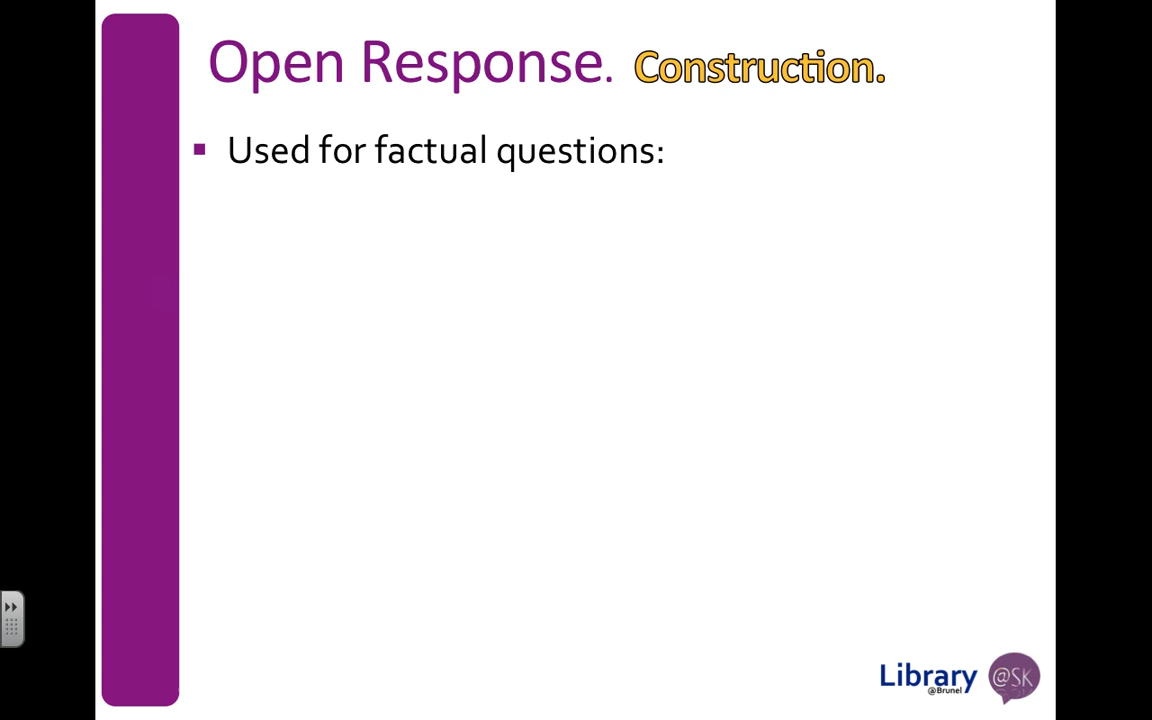 Open Response. Construction.
▪ Used for factual questions:
Library
@Brunel
@SK